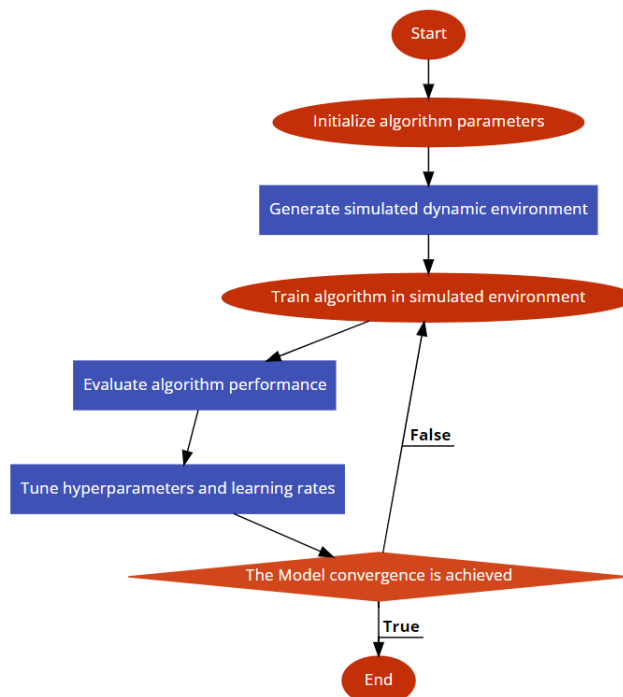 Start
Initialize algorithm parameters
Generate simulated dynamic environment
Train algorithm in simulated environment
Evaluate algorithm performance
False
Tune hyperparameters and learning rates
The Model convergence is achieved
True
End